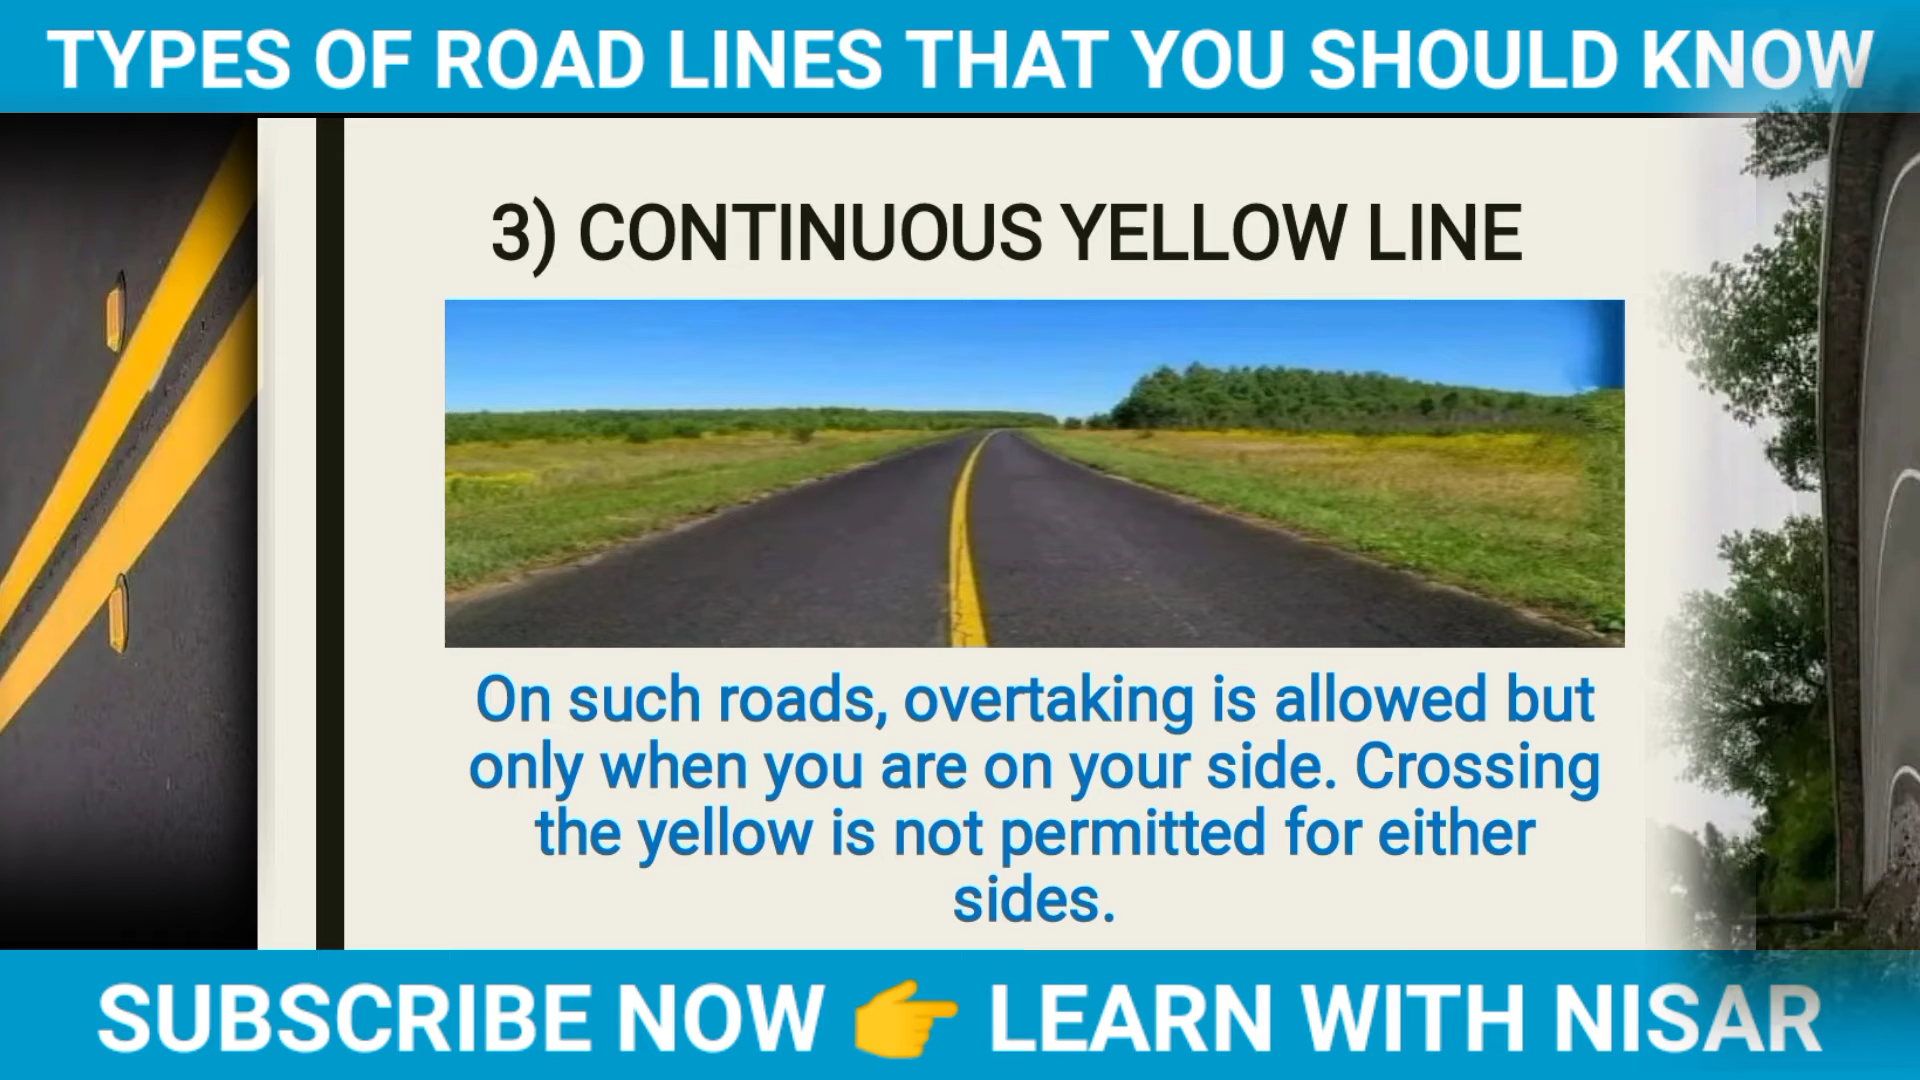 TYPES OF ROAD LINES THAT YOU SHOULD KNOW
3) CONTINUOUS YELLOW LINE
On such roads, overtaking is allowed but
only when you are on your side. Crossing
the yellow is not permitted for either
sides.
SUBSCRIBE NOW 👉 LEARN WITH NISAR